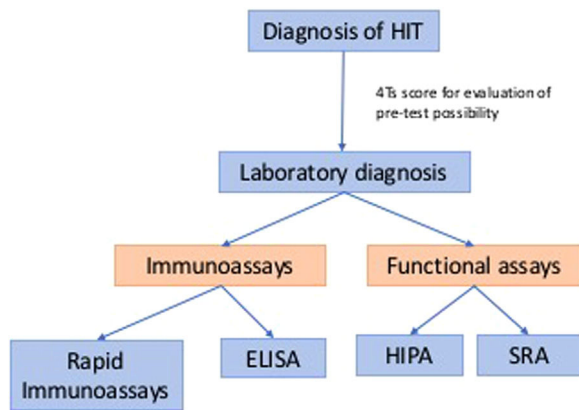 Diagnosis of HIT
4Ts score for evaluation of
pre-test possibility
Laboratory diagnosis
Immunoassays
Functional assays
Rapid
Immunoassays
ELISA
HIPA
SRA